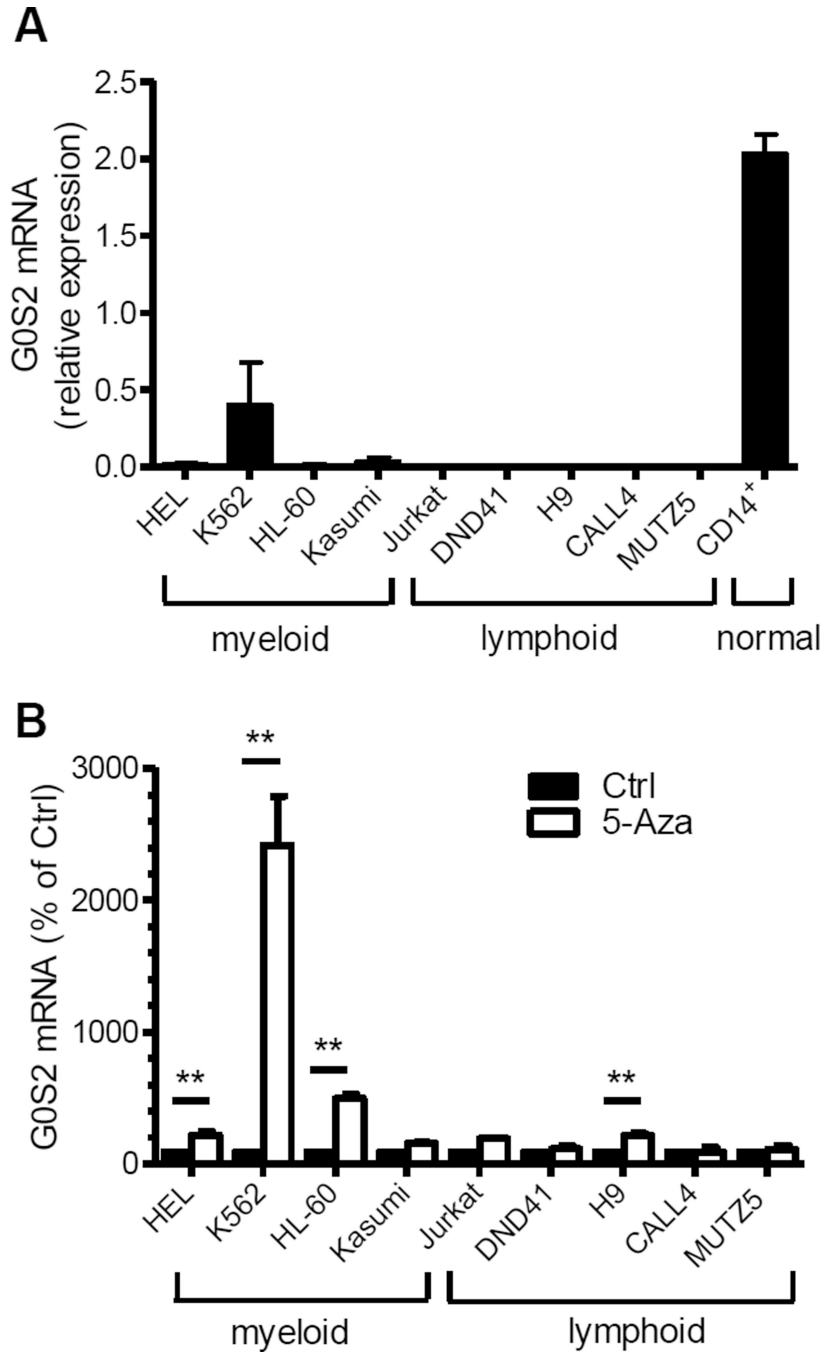 A
G0S2 mRNA
(relative expression)
2.5
2.0
1.5
1.0
0.5
0.0
HEL
K562
HL-60
Kasumi
Jurkat
DND41
H9
CALL4
MUTZ5
CD14+
myeloid
lymphoid
normal
B
G0S2 mRNA (% of Ctrl)
3000
2000
1000
0
**
**
**
**
Ctrl
5-Aza
HEL
K562
HL-60
Kasumi
Jurkat
DND41
H9
CALL4
MUTZ5
myeloid
lymphoid